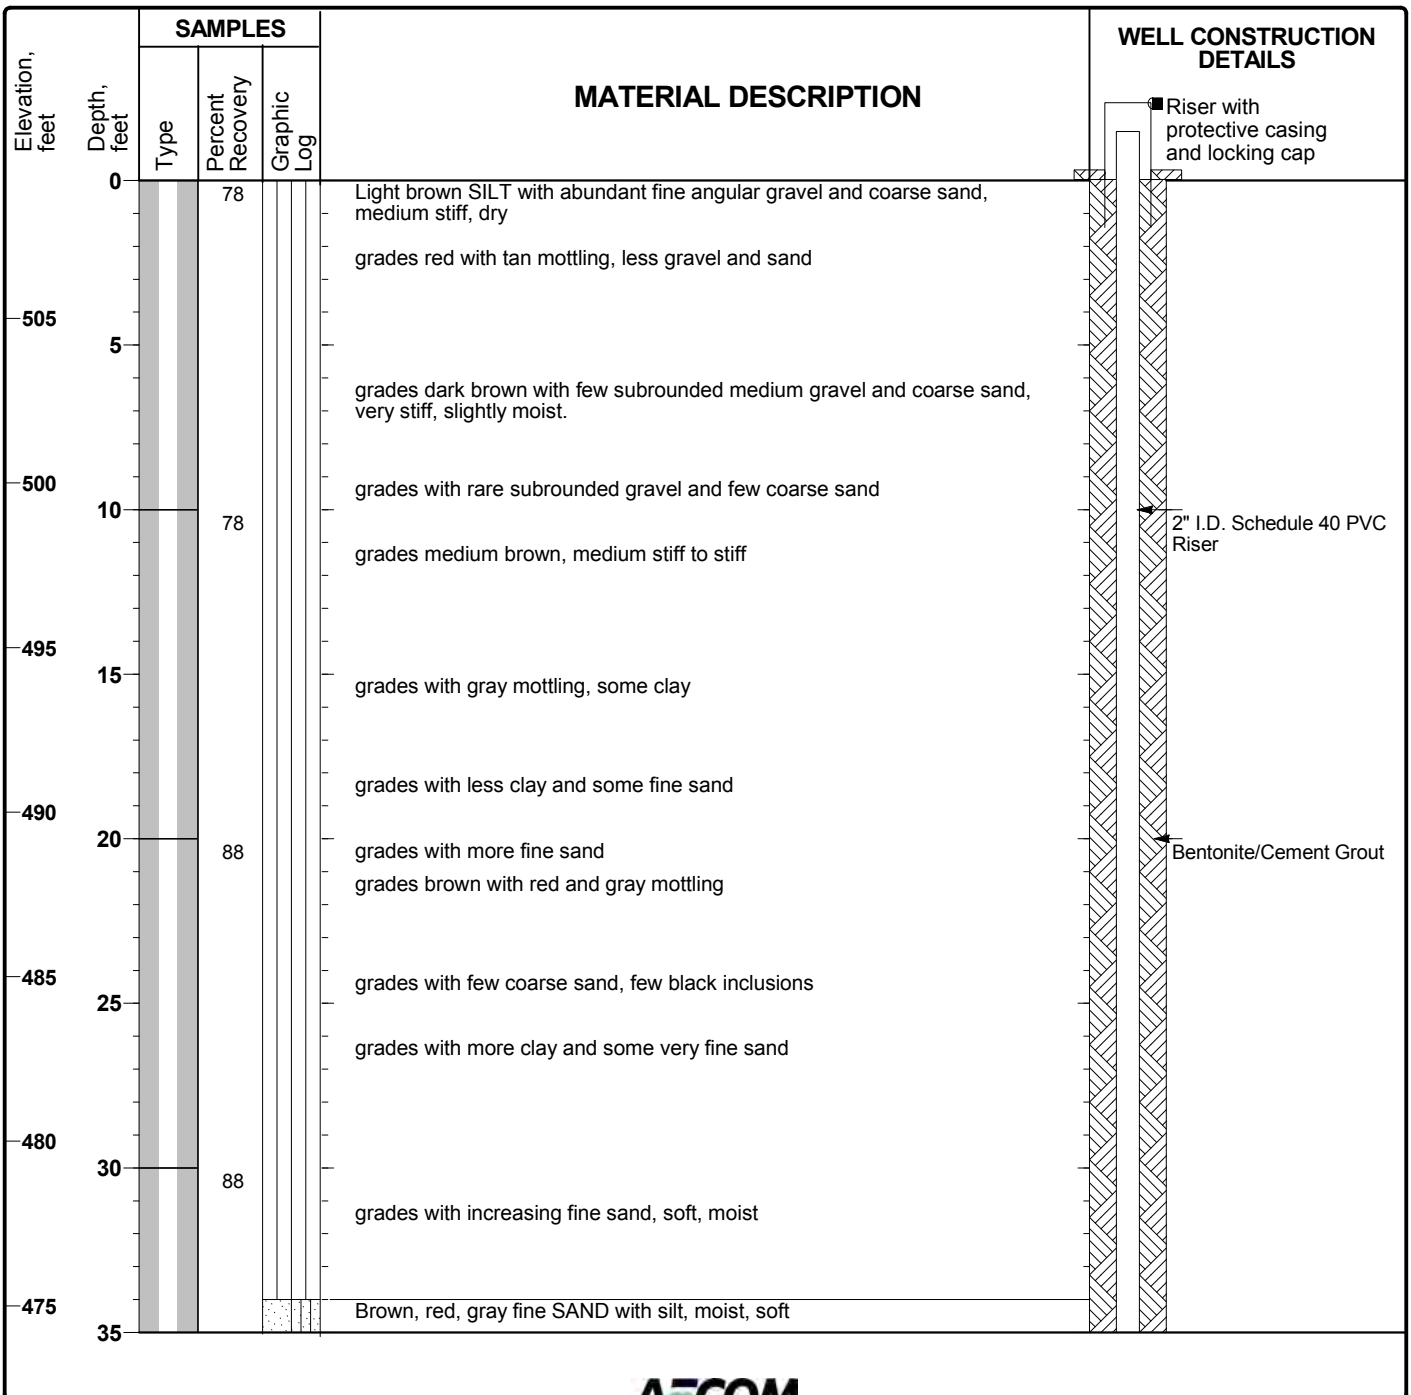 SAMPLES
Elevation,
feet
Depth,
feet
Type
Percent
Recovery
Graphic
Log
MATERIAL DESCRIPTION
WELL CONSTRUCTION
DETAILS
Riser with
protective casing
and locking cap
0
78
Light brown SILT with abundant fine angular gravel and coarse sand,
medium stiff, dry
grades red with tan mottling, less gravel and sand
505
5
grades dark brown with few subrounded medium gravel and coarse sand,
very stiff, slightly moist.
500
grades with rare subrounded gravel and few coarse sand
10
78
2" I.D. Schedule 40 PVC
Riser
grades medium brown, medium stiff to stiff
495
15
grades with gray mottling, some clay
grades with less clay and some fine sand
490
20
88
grades with more fine sand
Bentonite/Cement Grout
grades brown with red and gray mottling
485
grades with few coarse sand, few black inclusions
25
grades with more clay and some very fine sand
480
30
88
grades with increasing fine sand, soft, moist
475
Brown, red, gray fine SAND with silt, moist, soft
35
AECOM